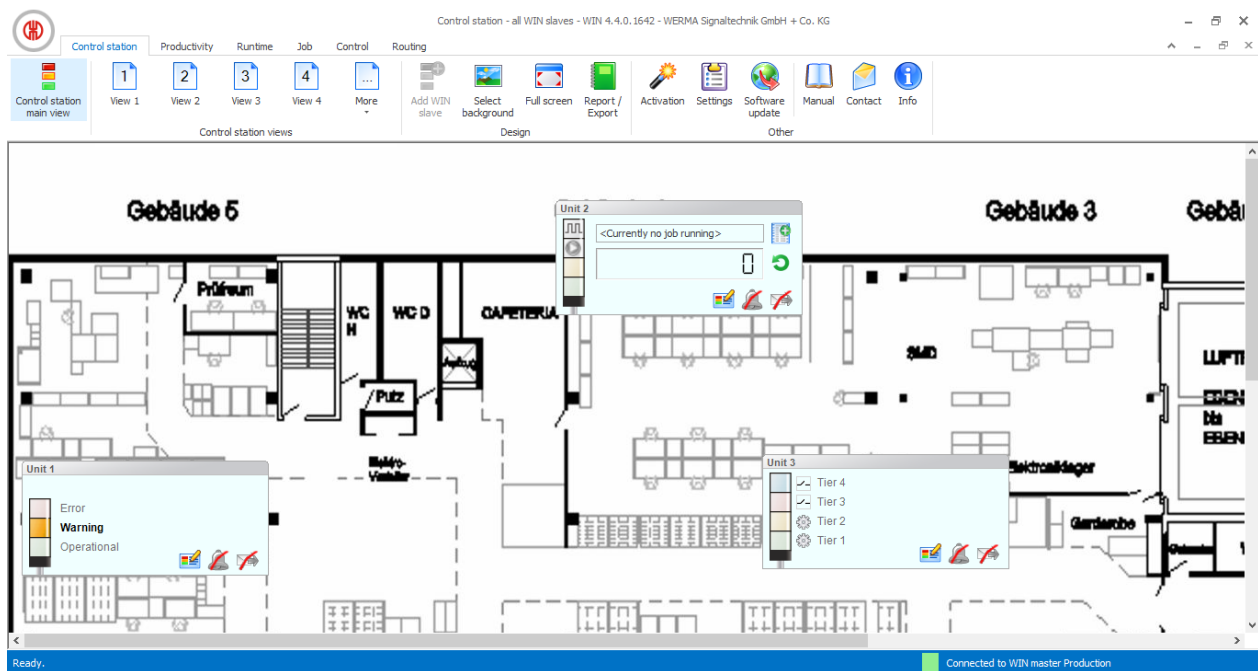 Control station - all WIN slaves - WIN 4.4.0.1642 - WERMA Signaltechnik GmbH + Co. KG
Control station Productivity Runtime Job Control Routing
Control station
main view
1
View 1
2
View 2
3
View 3
4
View 4
...
More
Add WIN
slave
Select
background
Full screen
Report /
Export
Activation
Settings
Software
update
Manual
Contact
Info
Control station views
Design
Other
Gebäude 5
Gebäude 3
Unit 2
<Currently no job running>
0
Prüfraum
WC
H
WC D
CAFETERIA
Aufzug
Putz
SMD
Elektro-
Verteiler
Unit 1
Error
Warning
Operational
Unit 3
Tier 4
Tier 3
Tier 2
Tier 1
Elektroniklager
Garderobe
Ready.
Connected to WIN master Production